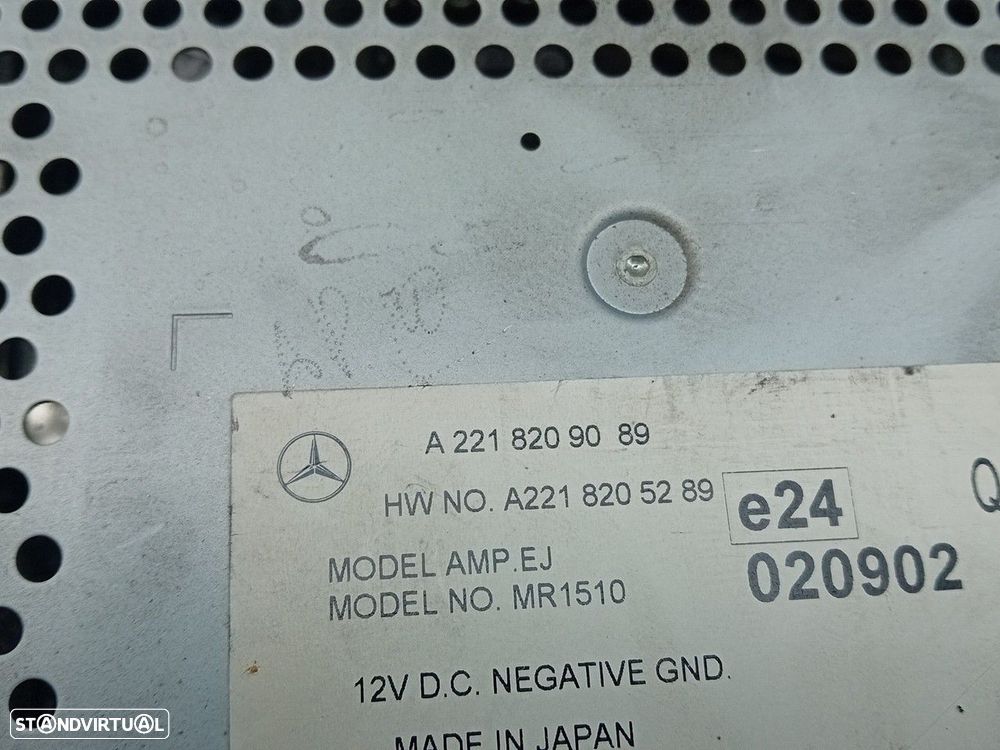 A 221 820 90 89
HW NO. A221 820 52 89
e24
Q
MODEL AMP.EJ
MODEL NO. MR1510
020902
12V D.C. NEGATIVE GND.
MADE IN JAPAN
STANDVIRTUAL